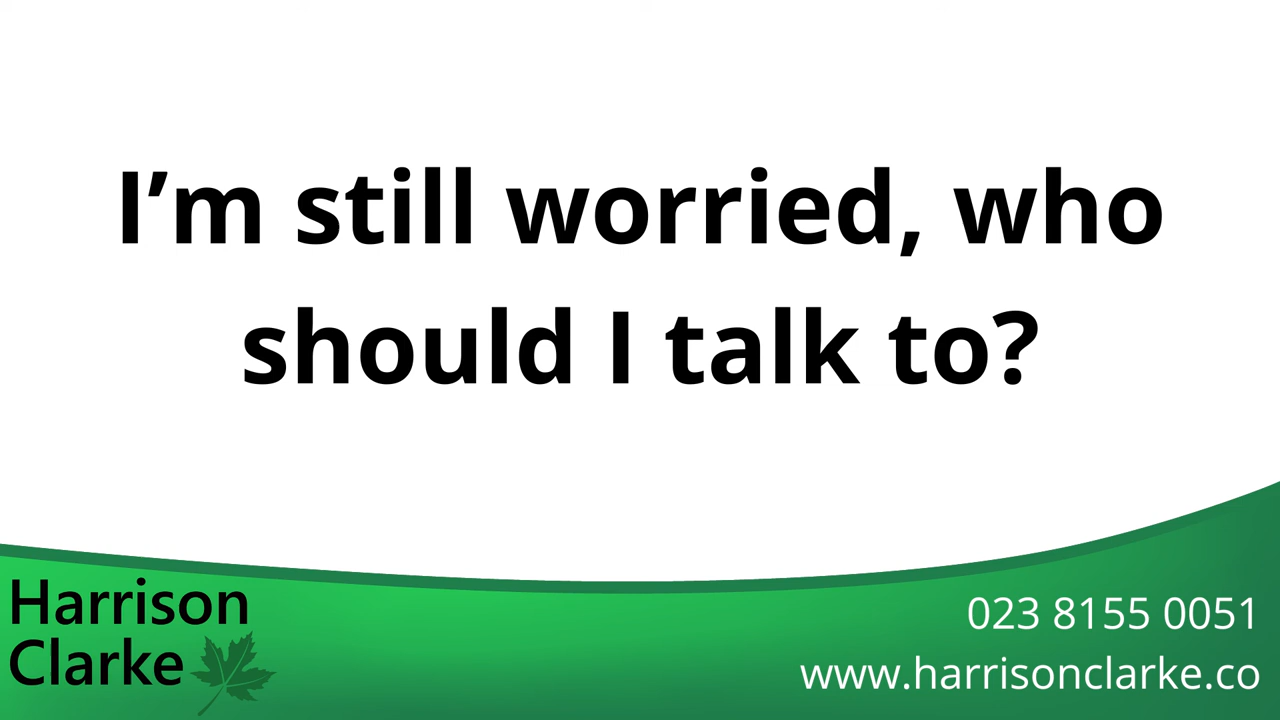 I’m still worried, who
should I talk to?
Harrison
Clarke
023 8155 0051
www.harrisonclarke.co